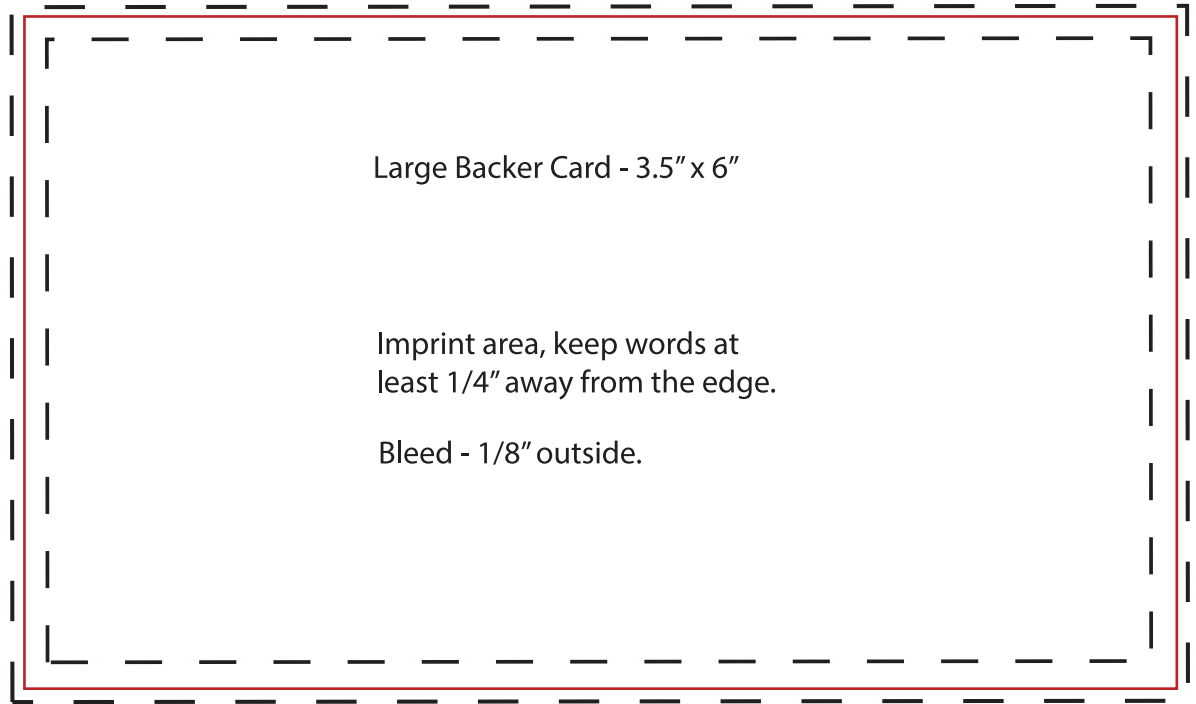 Large Backer Card - 3.5” x 6”
Imprint area, keep words at
least 1/4” away from the edge.
Bleed - 1/8” outside.